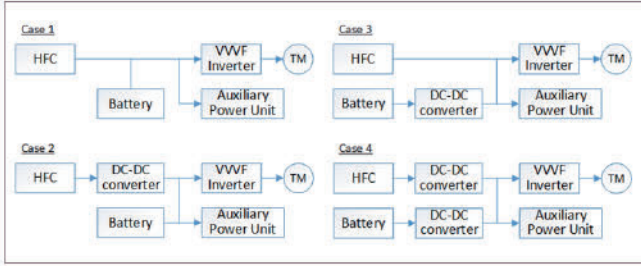 Case 1
HFC
VVVF
Inverter
TM
Battery
Auxiliary
Power Unit
Case 2
HFC
DC-DC
converter
VVVF
Inverter
TM
Battery
Auxiliary
Power Unit
Case 3
HFC
VVVF
Inverter
TM
Battery
DC-DC
converter
Auxiliary
Power Unit
Case 4
HFC
DC-DC
converter
VVVF
Inverter
TM
Battery
DC-DC
converter
Auxiliary
Power Unit